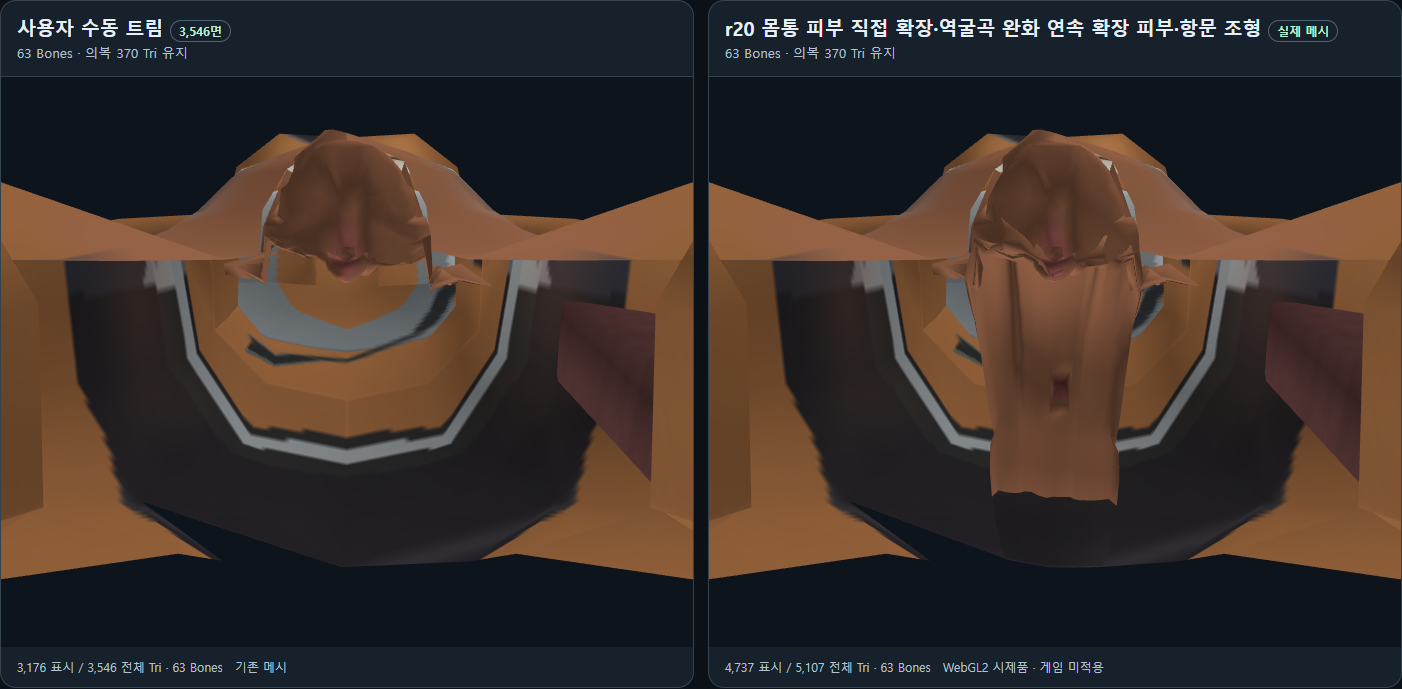 사용자 수동 트림 3,546면
63 Bones · 의복 370 Tri 유지
3,176 표시 / 3,546 전체 Tri · 63 Bones 기존 메시
r20 몸통 피부 직접 확장·역굴곡 완화 연속 확장 피부·항문 조형 실제 메시
63 Bones · 의복 370 Tri 유지
4,737 표시 / 5,107 전체 Tri · 63 Bones WebGL2 시제품 · 게임 미적용